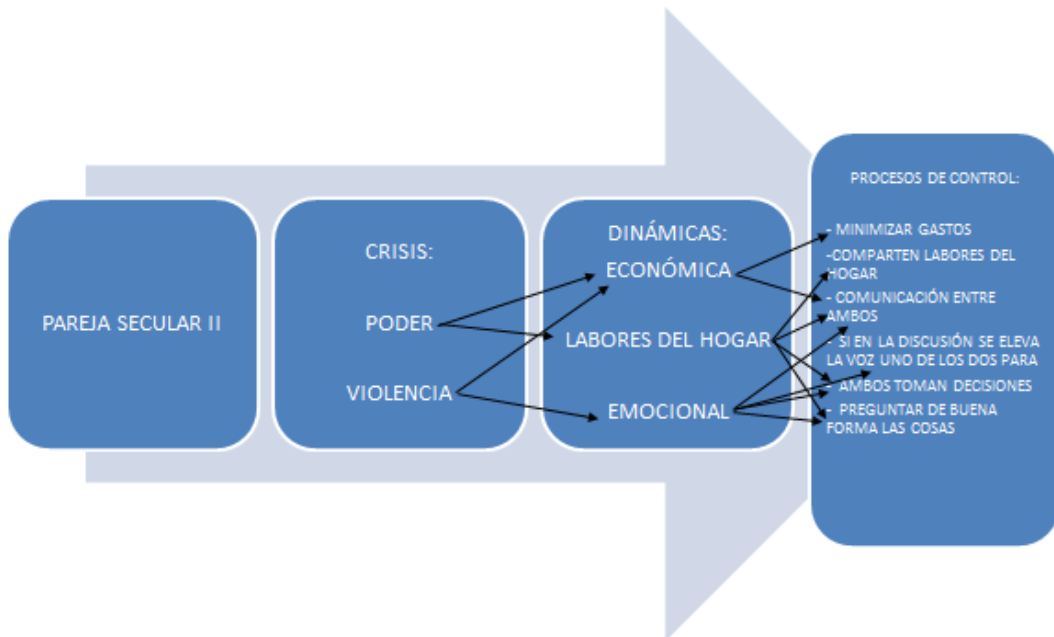 PAREJA SECULAR II
CRISIS:
PODER
VIOLENCIA
DINÁMICAS:
ECONÓMICA
LABORES DEL HOGAR
EMOCIONAL
PROCESOS DE CONTROL:
- MINIMIZAR GASTOS
-COMPARTEN LABORES DEL
HOGAR
- COMUNICACIÓN ENTRE
AMBOS
- SI EN LA DISCUSIÓN SE ELEVA
LA VOZ UNO DE LOS DOS PARA
- AMBOS TOMAN DECISIONES
- PREGUNTAR DE BUENA
FORMA LAS COSAS